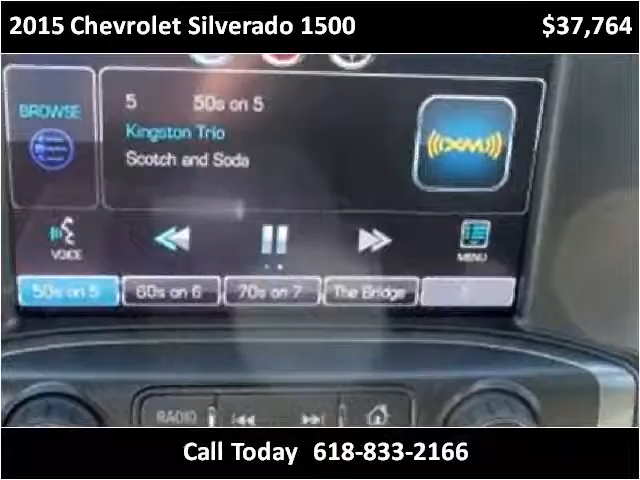 2015 Chevrolet Silverado 1500 $37,764
BROWSE
5 50s on 5
Kingston Trio
Scotch and Soda
((XM))
VOICE
MENU
50s on 5 60s on 6 70s on 7 The Bridge
RADIO
Call Today 618-833-2166